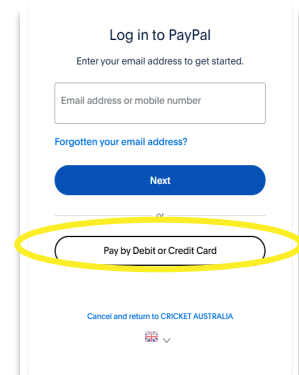 Log in to PayPal
Enter your email address to get started.
Email address or mobile number
Forgotten your email address?
Next
or
Pay by Debit or Credit Card
Cancel and return to CRICKET AUSTRALIA